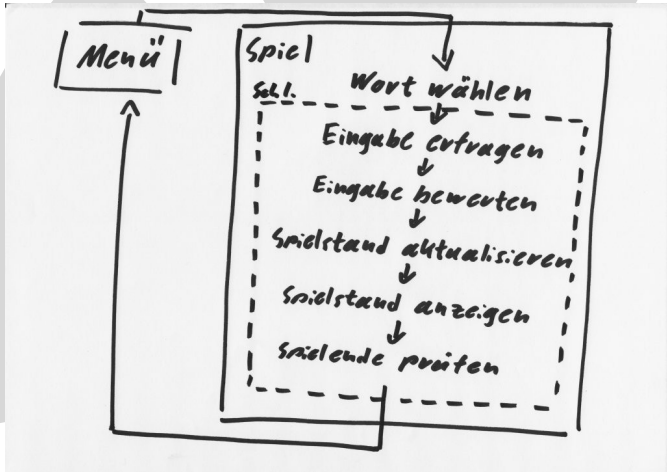 Menü
Spiel
Wort wählen
Schl.
Eingabe erfragen
Eingabe bewerten
Spielstand aktualisieren
Spielstand anzeigen
Spielende prüfen